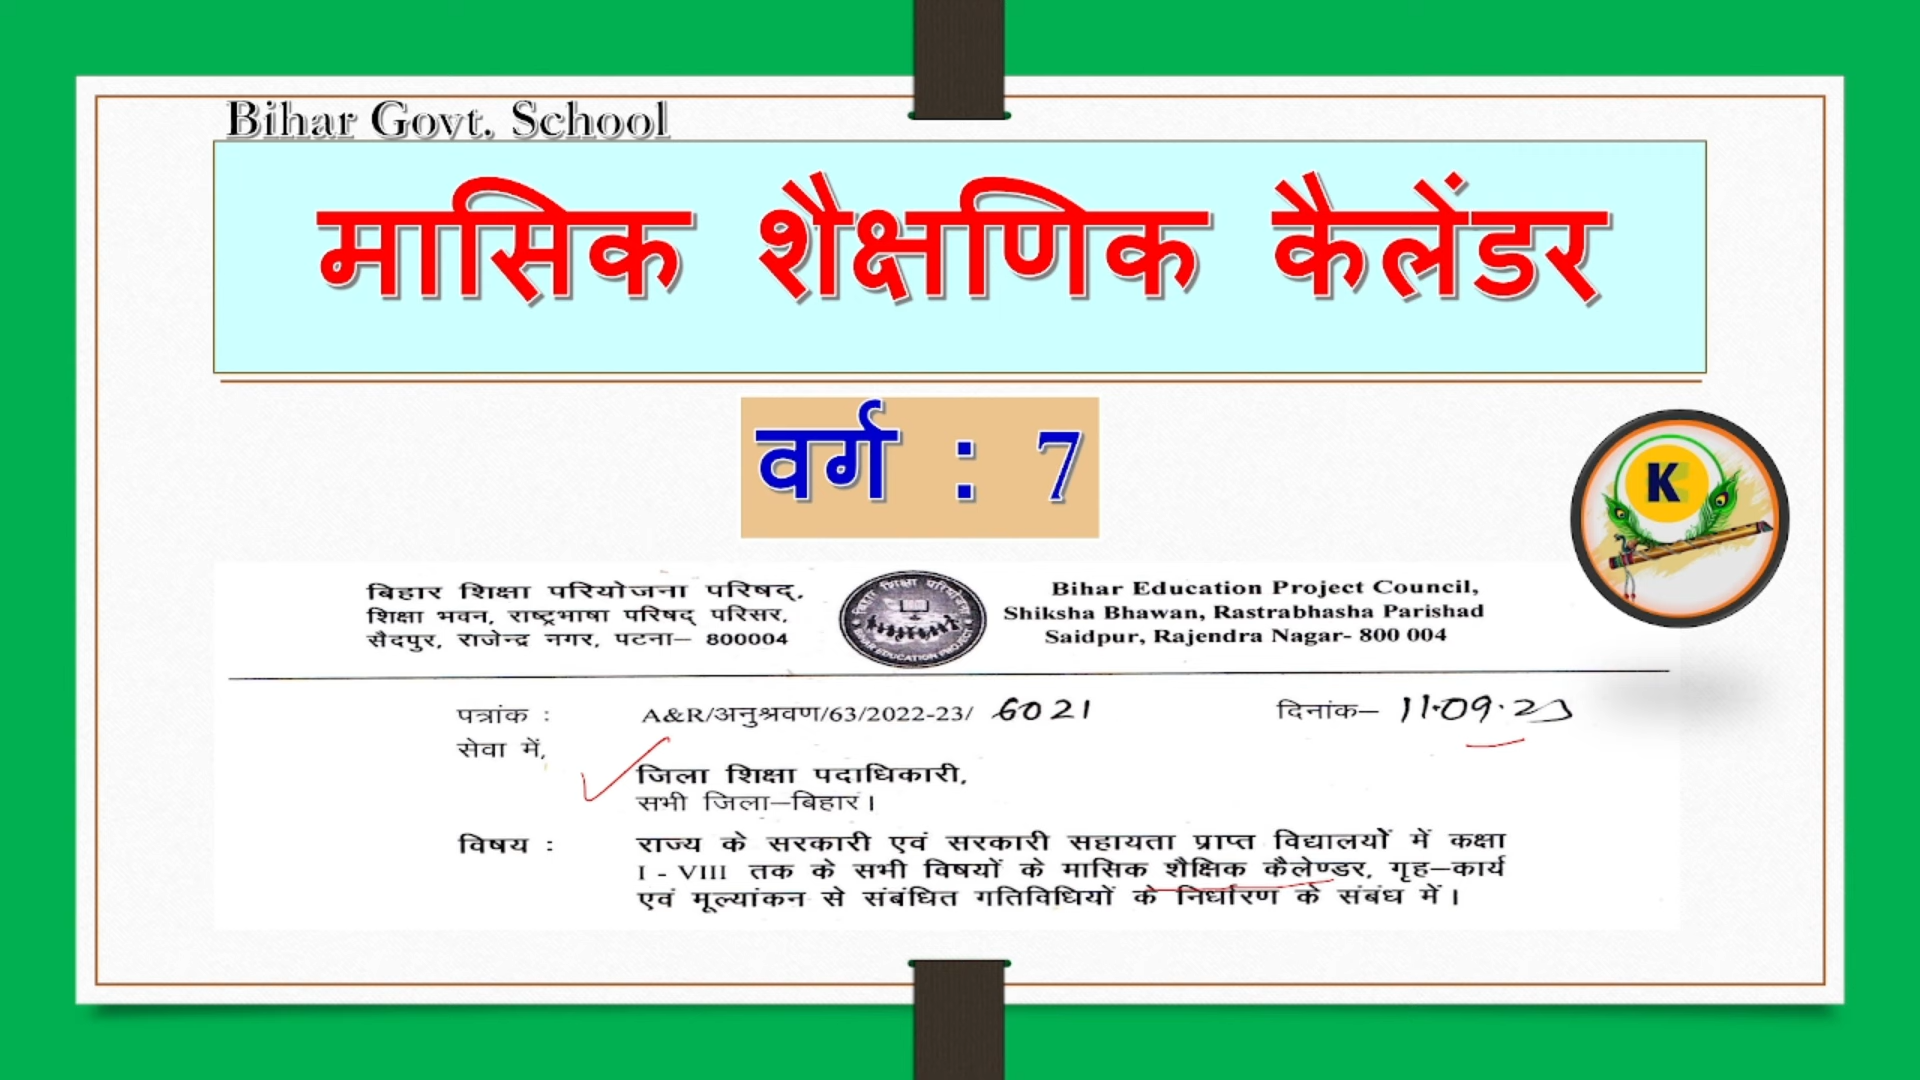 Bihar Govt. School
मासिक शैक्षणिक कैलेंडर
वर्ग : 7
K
बिहार शिक्षा परियोजना परिषद्,
शिक्षा भवन, राष्ट्रभाषा परिषद् परिसर,
सैदपुर, राजेन्द्र नगर, पटना– 800004
Bihar Education Project Council,
Shiksha Bhawan, Rastrabhasha Parishad
Saidpur, Rajendra Nagar- 800 004
पत्रांक : A&R/अनुश्रवण/63/2022-23/ 6021 दिनांक– 11.09.23
सेवा में,
जिला शिक्षा पदाधिकारी,
सभी जिला–बिहार।
विषय : राज्य के सरकारी एवं सरकारी सहायता प्राप्त विद्यालयों में कक्षा
I - VIII तक के सभी विषयों के मासिक शैक्षिक कैलेण्डर, गृह–कार्य
एवं मूल्यांकन से संबंधित गतिविधियों के निर्धारण के संबंध में।